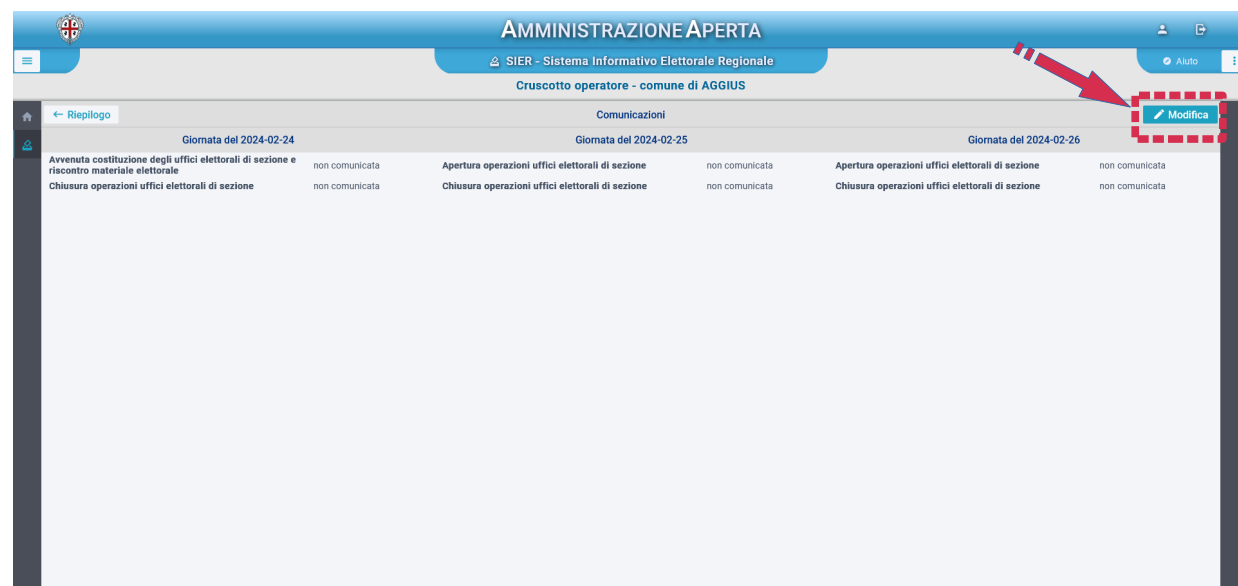 AMMINISTRAZIONE APERTA
SIER - Sistema Informativo Elettorale Regionale
Aiuto
Cruscotto operatore - comune di AGGIUS
← Riepilogo
Comunicazioni
Modifica
Giornata del 2024-02-24
Giornata del 2024-02-25
Giornata del 2024-02-26
Avvenuta costituzione degli uffici elettorali di sezione e
riscontro materiale elettorale
non comunicata
Apertura operazioni uffici elettorali di sezione
non comunicata
Apertura operazioni uffici elettorali di sezione
non comunicata
Chiusura operazioni uffici elettorali di sezione
non comunicata
Chiusura operazioni uffici elettorali di sezione
non comunicata
Chiusura operazioni uffici elettorali di sezione
non comunicata